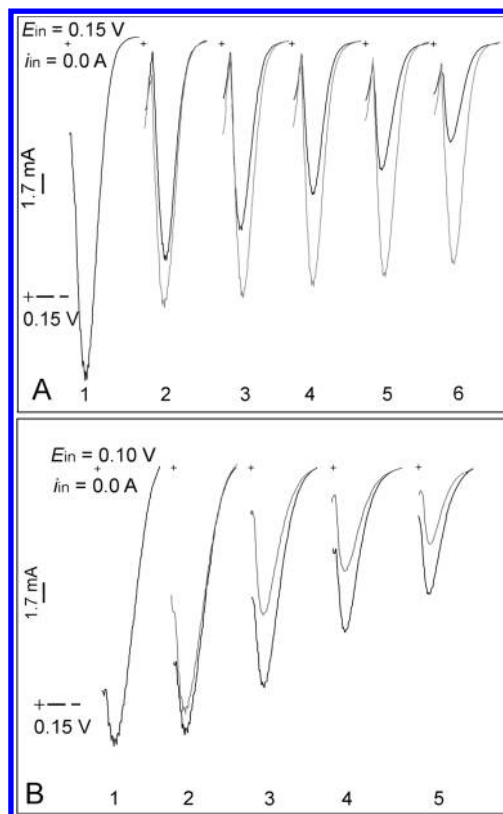 Ein = 0.15 V
+ + + + + +
iin = 0.0 A
1.7 mA
+ — -
0.15 V
A 1 2 3 4 5 6
Ein = 0.10 V
+ + + + +
iin = 0.0 A
1.7 mA
+ — -
0.15 V
B 1 2 3 4 5